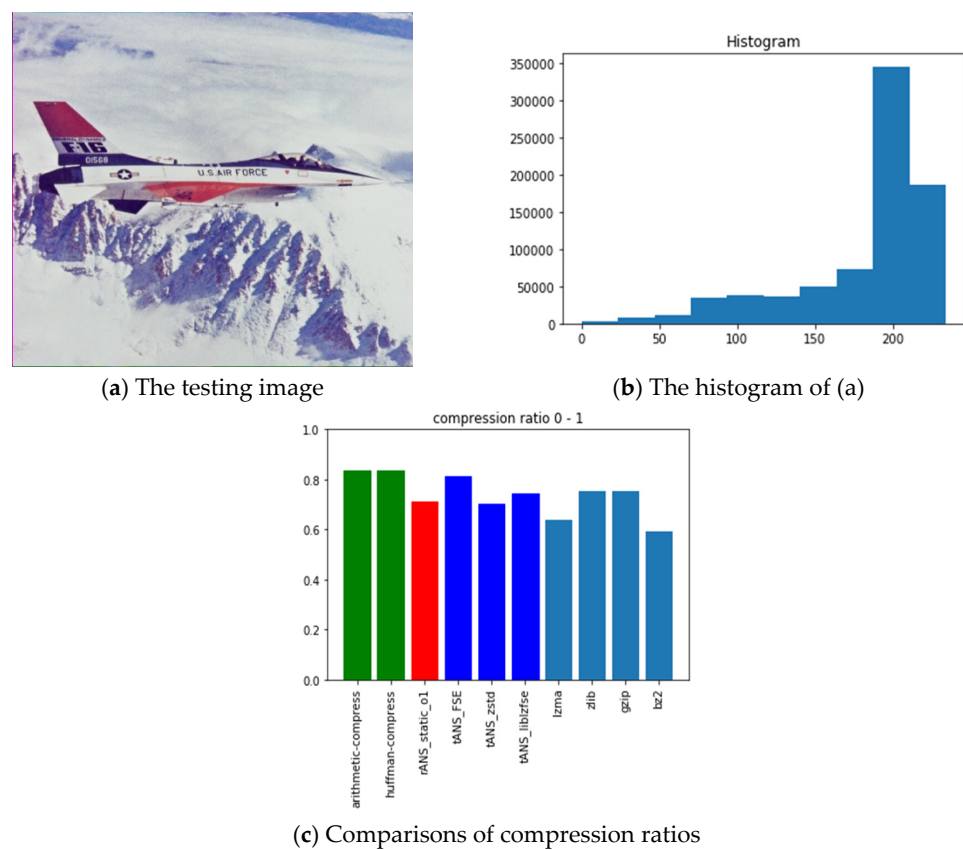 F16
01568
U.S. AIR FORCE
(a) The testing image
Histogram
350000
300000
250000
200000
150000
100000
50000
0
0 50 100 150 200
(b) The histogram of (a)
compression ratio 0 - 1
1.0
0.8
0.6
0.4
0.2
0.0
arithmetic-compress
huffman-compress
rANS_static_o1
tANS_FSE
tANS_zstd
tANS_liblzfse
lzma
zlib
gzip
bz2
(c) Comparisons of compression ratios